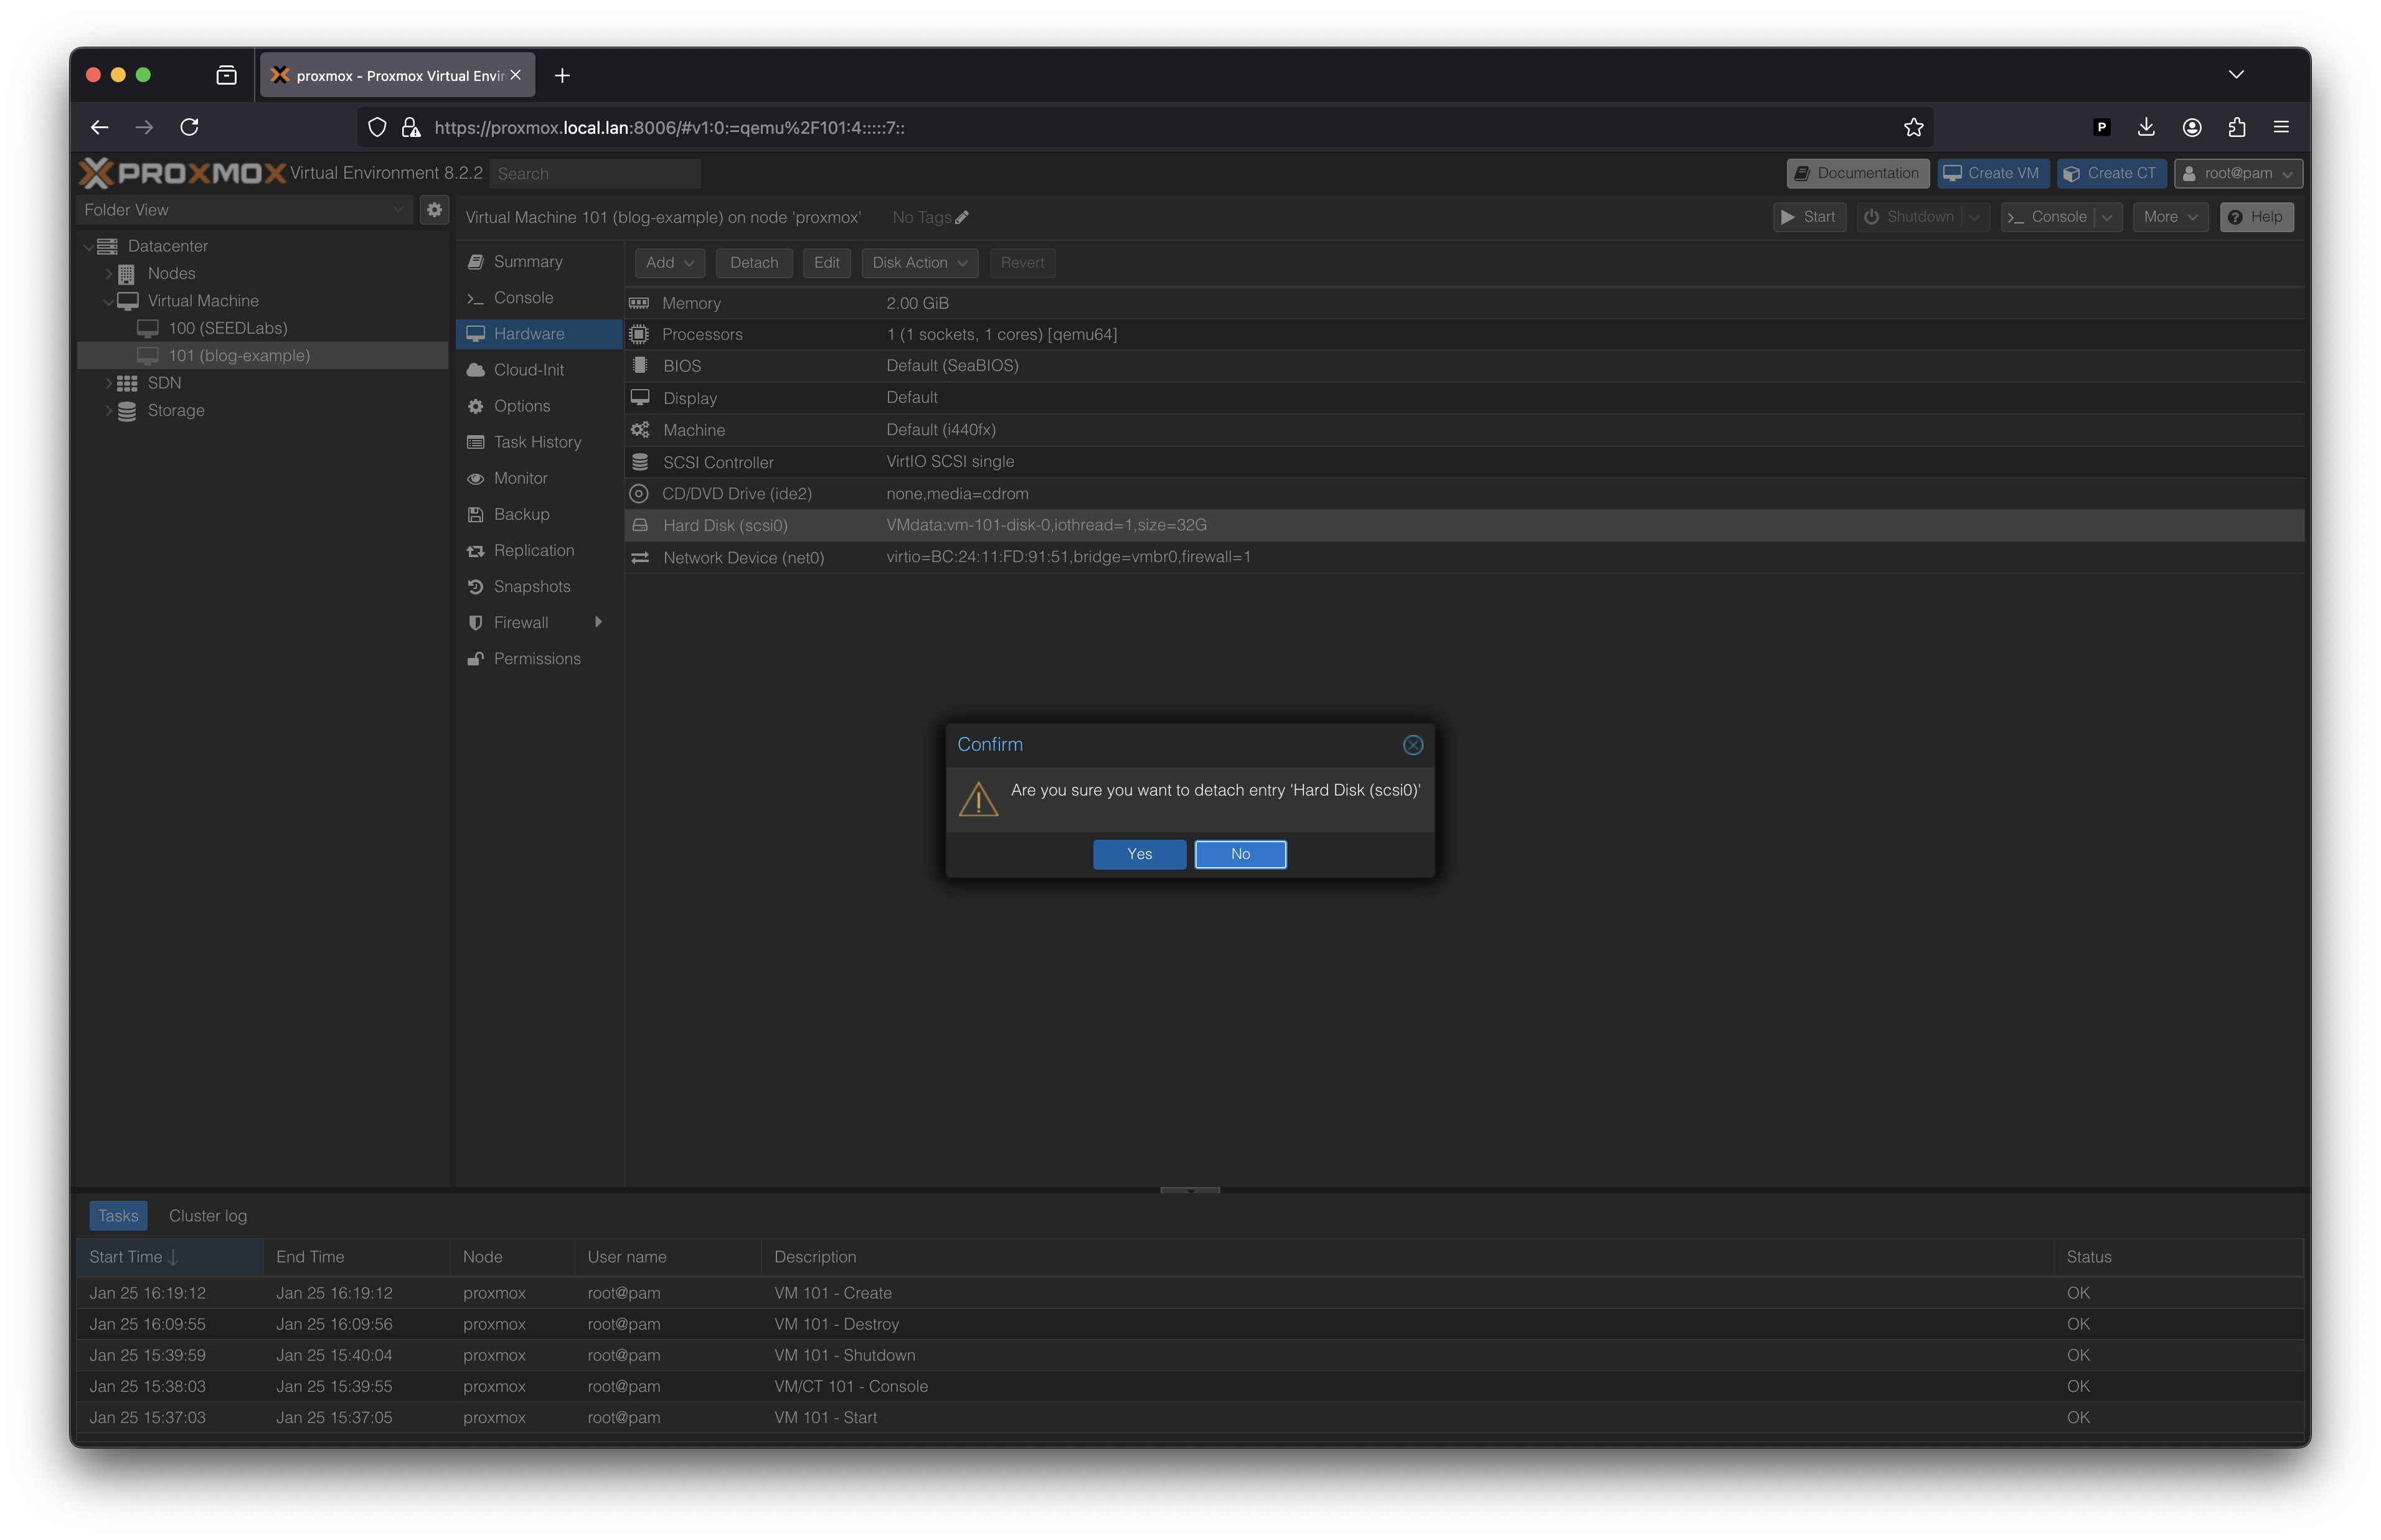 proxmox - Proxmox Virtual Envir
https://proxmox.local.lan:8006/#v1:0:=qemu%2F101:4:::::7::
P
PROXMOX Virtual Environment 8.2.2 Search Documentation Create VM Create CT root@pam
Folder View
Virtual Machine 101 (blog-example) on node 'proxmox' No Tags Start Shutdown Console More Help
Datacenter
Nodes
Virtual Machine
100 (SEEDLabs)
101 (blog-example)
SDN
Storage
Summary
Console
Hardware
Cloud-Init
Options
Task History
Monitor
Backup
Replication
Snapshots
Firewall
Permissions
Add Detach Edit Disk Action Revert
Memory 2.00 GiB
Processors 1 (1 sockets, 1 cores) [qemu64]
BIOS Default (SeaBIOS)
Display Default
Machine Default (i440fx)
SCSI Controller VirtIO SCSI single
CD/DVD Drive (ide2) none,media=cdrom
Hard Disk (scsi0) VMdata:vm-101-disk-0,iothread=1,size=32G
Network Device (net0) virtio=BC:24:11:FD:91:51,bridge=vmbr0,firewall=1
Confirm
Are you sure you want to detach entry 'Hard Disk (scsi0)'
Yes No
Tasks Cluster log
Start Time End Time Node User name Description Status
Jan 25 16:19:12 Jan 25 16:19:12 proxmox root@pam VM 101 - Create OK
Jan 25 16:09:55 Jan 25 16:09:56 proxmox root@pam VM 101 - Destroy OK
Jan 25 15:39:59 Jan 25 15:40:04 proxmox root@pam VM 101 - Shutdown OK
Jan 25 15:38:03 Jan 25 15:39:55 proxmox root@pam VM/CT 101 - Console OK
Jan 25 15:37:03 Jan 25 15:37:05 proxmox root@pam VM 101 - Start OK